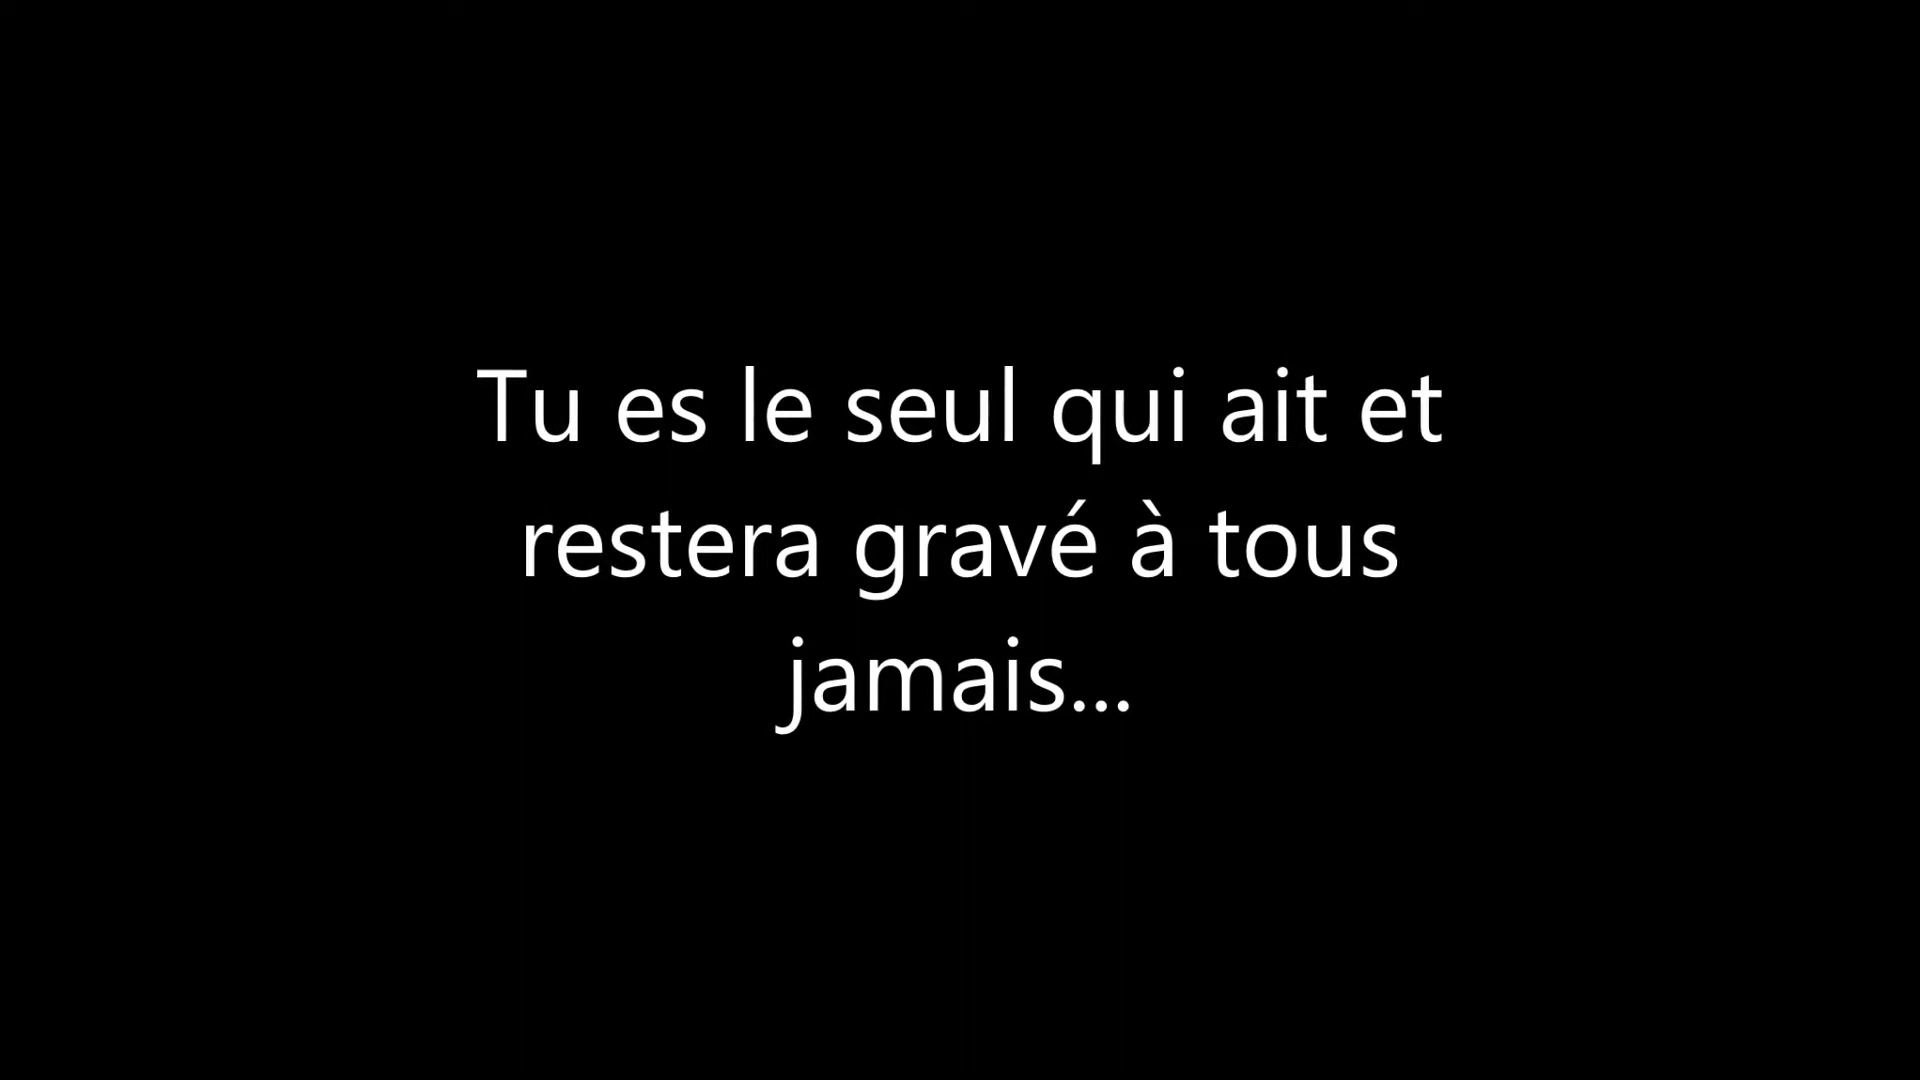 Tu es le seul qui ait et
restera gravé à tous
jamais...